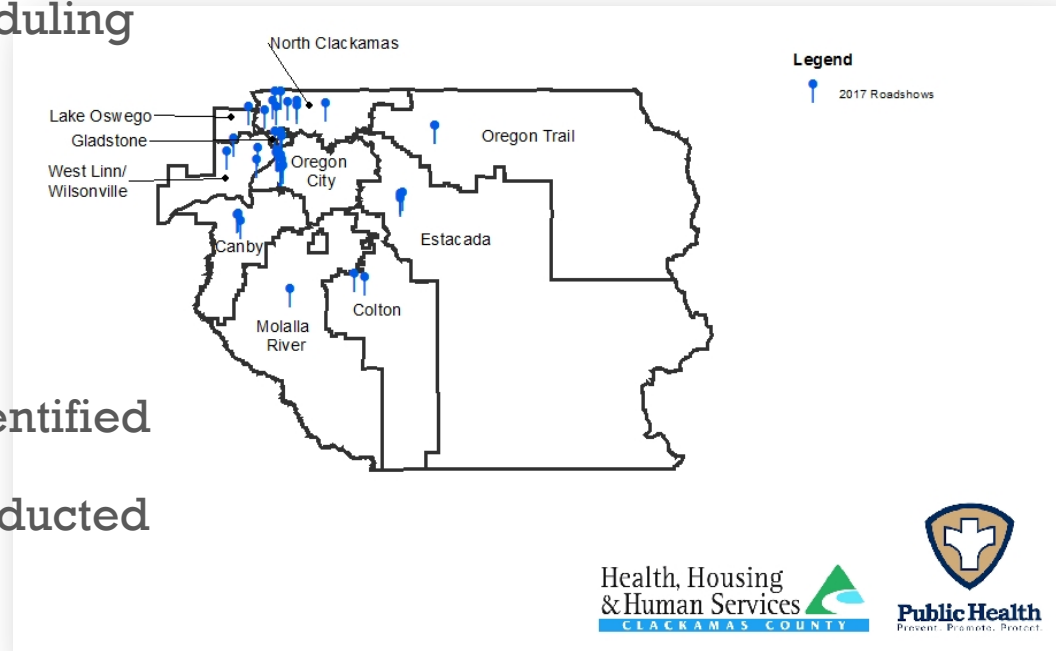 duling
North Clackamas
Legend
2017 Roadshows
Lake Oswego
Oregon Trail
Gladstone
Oregon
City
West Linn/
Wilsonville
Estacada
Canby
Colton
Molalla
River
entified
ducted
Health, Housing
& Human Services
CLACKAMAS COUNTY
Public Health
Prevent. Promote. Protect.